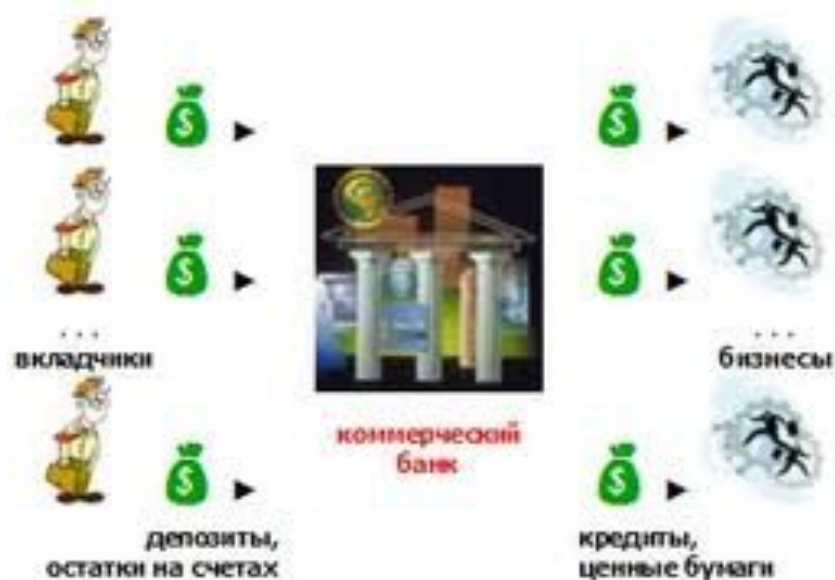 . . .
вкладчики
. . .
бизнесы
коммерческий
банк
депозиты,
остатки на счетах
кредиты,
ценные бумаги